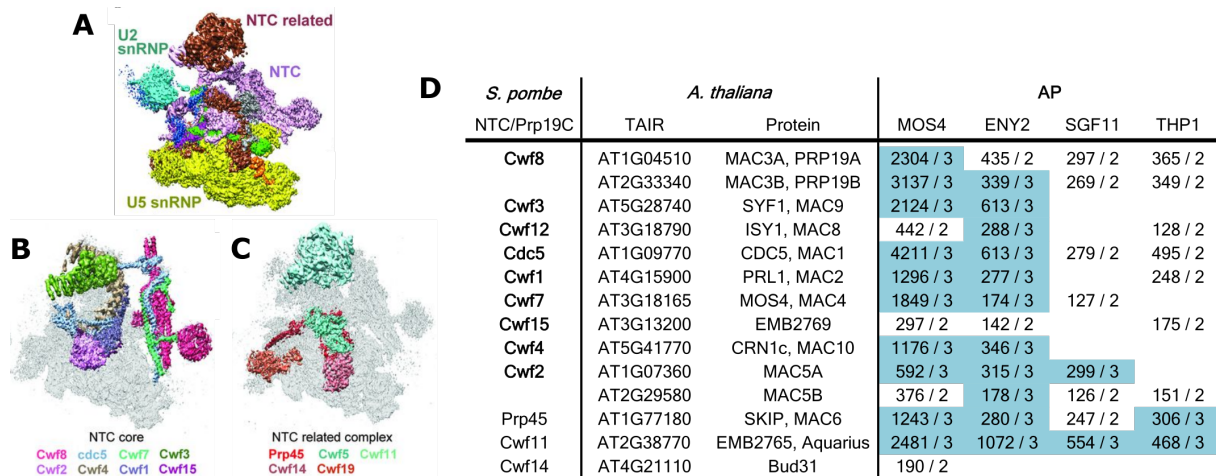 A
NTC related
U2
snRNP
NTC
U5 snRNP
B
NTC core
Cwf8 cdc5 Cwf7 Cwf3
Cwf2 Cwf4 Cwf1 Cwf15
C
NTC related complex
Prp45 Cwf5 Cwf11
Cwf14 Cwf19
D
S. pombe A. thaliana AP
NTC/Prp19C TAIR Protein MOS4 ENY2 SGF11 THP1
Cwf8 AT1G04510 MAC3A, PRP19A 2304 / 3 435 / 2 297 / 2 365 / 2
AT2G33340 MAC3B, PRP19B 3137 / 3 339 / 3 269 / 2 349 / 2
Cwf3 AT5G28740 SYF1, MAC9 2124 / 3 613 / 3
Cwf12 AT3G18790 ISY1, MAC8 442 / 2 288 / 3 128 / 2
Cdc5 AT1G09770 CDC5, MAC1 4211 / 3 613 / 3 279 / 2 495 / 2
Cwf1 AT4G15900 PRL1, MAC2 1296 / 3 277 / 3 248 / 2
Cwf7 AT3G18165 MOS4, MAC4 1849 / 3 174 / 3 127 / 2
Cwf15 AT3G13200 EMB2769 297 / 2 142 / 2 175 / 2
Cwf4 AT5G41770 CRN1c, MAC10 1176 / 3 346 / 3
Cwf2 AT1G07360 MAC5A 592 / 3 315 / 3 299 / 3
AT2G29580 MAC5B 376 / 2 178 / 3 126 / 2 151 / 2
Prp45 AT1G77180 SKIP, MAC6 1243 / 3 280 / 3 247 / 2 306 / 3
Cwf11 AT2G38770 EMB2765, Aquarius 2481 / 3 1072 / 3 554 / 3 468 / 3
Cwf14 AT4G21110 Bud31 190 / 2